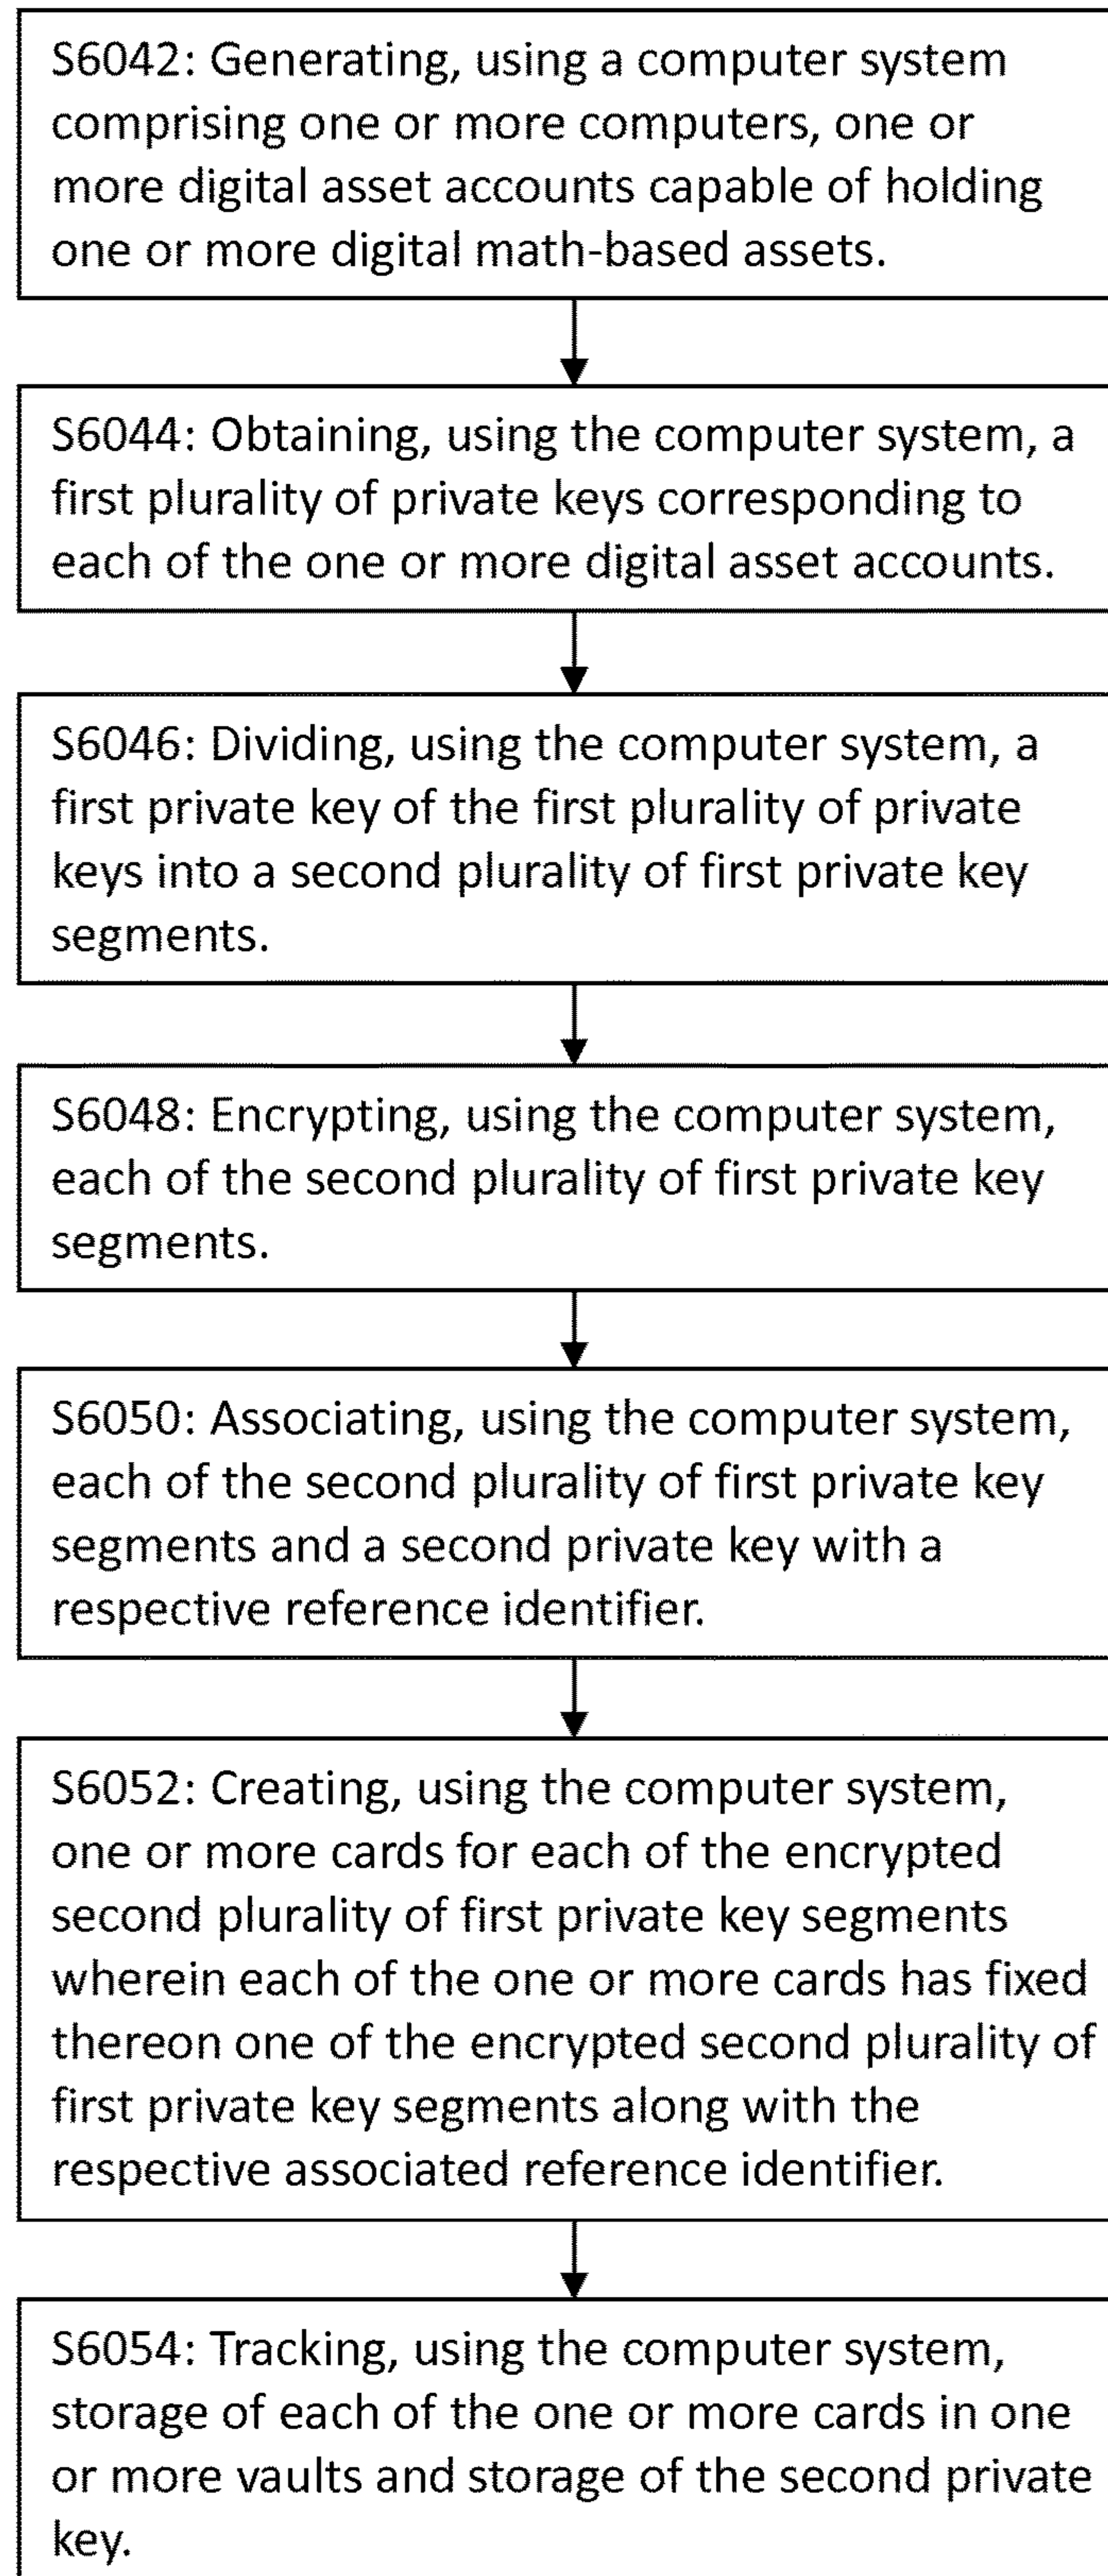 S6042: Generating, using a computer system
comprising one or more computers, one or
more digital asset accounts capable of holding
one or more digital math-based assets.
S6044: Obtaining, using the computer system, a
first plurality of private keys corresponding to
each of the one or more digital asset accounts.
S6046: Dividing, using the computer system, a
first private key of the first plurality of private
keys into a second plurality of first private key
segments.
S6048: Encrypting, using the computer system,
each of the second plurality of first private key
segments.
S6050: Associating, using the computer system,
each of the second plurality of first private key
segments and a second private key with a
respective reference identifier.
S6052: Creating, using the computer system,
one or more cards for each of the encrypted
second plurality of first private key segments
wherein each of the one or more cards has fixed
thereon one of the encrypted second plurality of
first private key segments along with the
respective associated reference identifier.
S6054: Tracking, using the computer system,
storage of each of the one or more cards in one
or more vaults and storage of the second private
key.